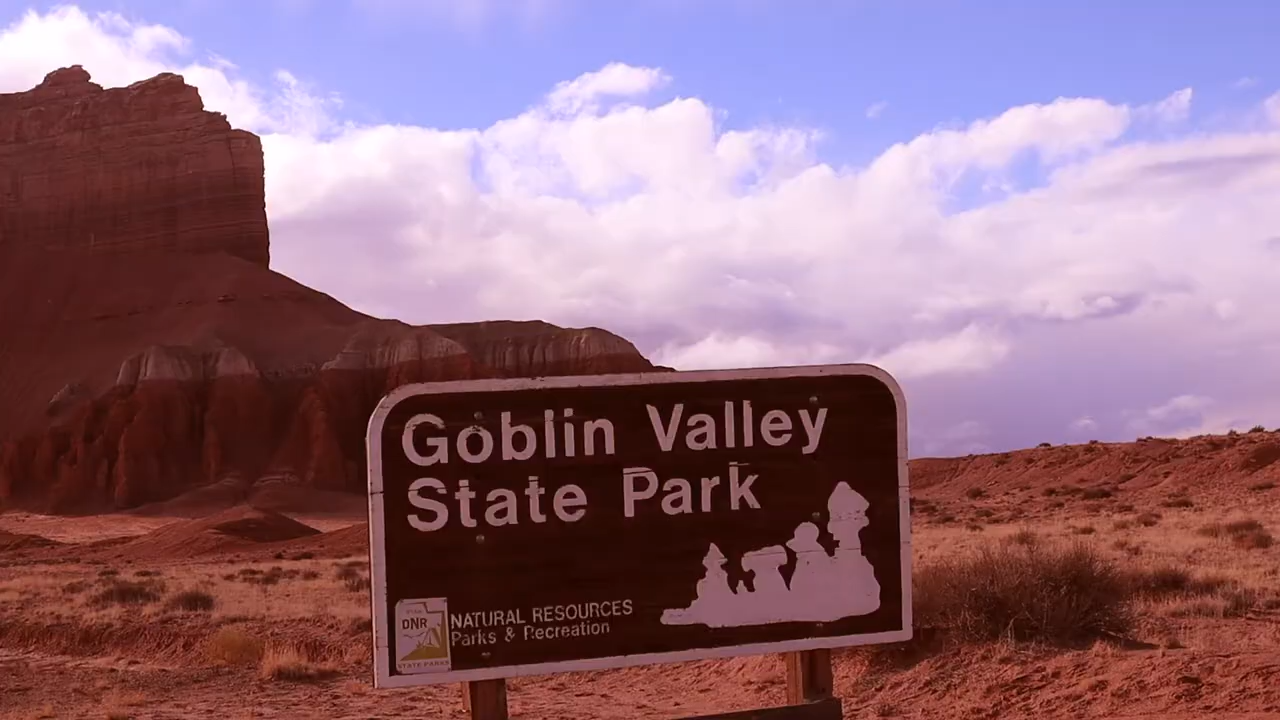 Goblin Valley
State Park
NATURAL RESOURCES
Parks & Recreation
DNR
STATE PARKS